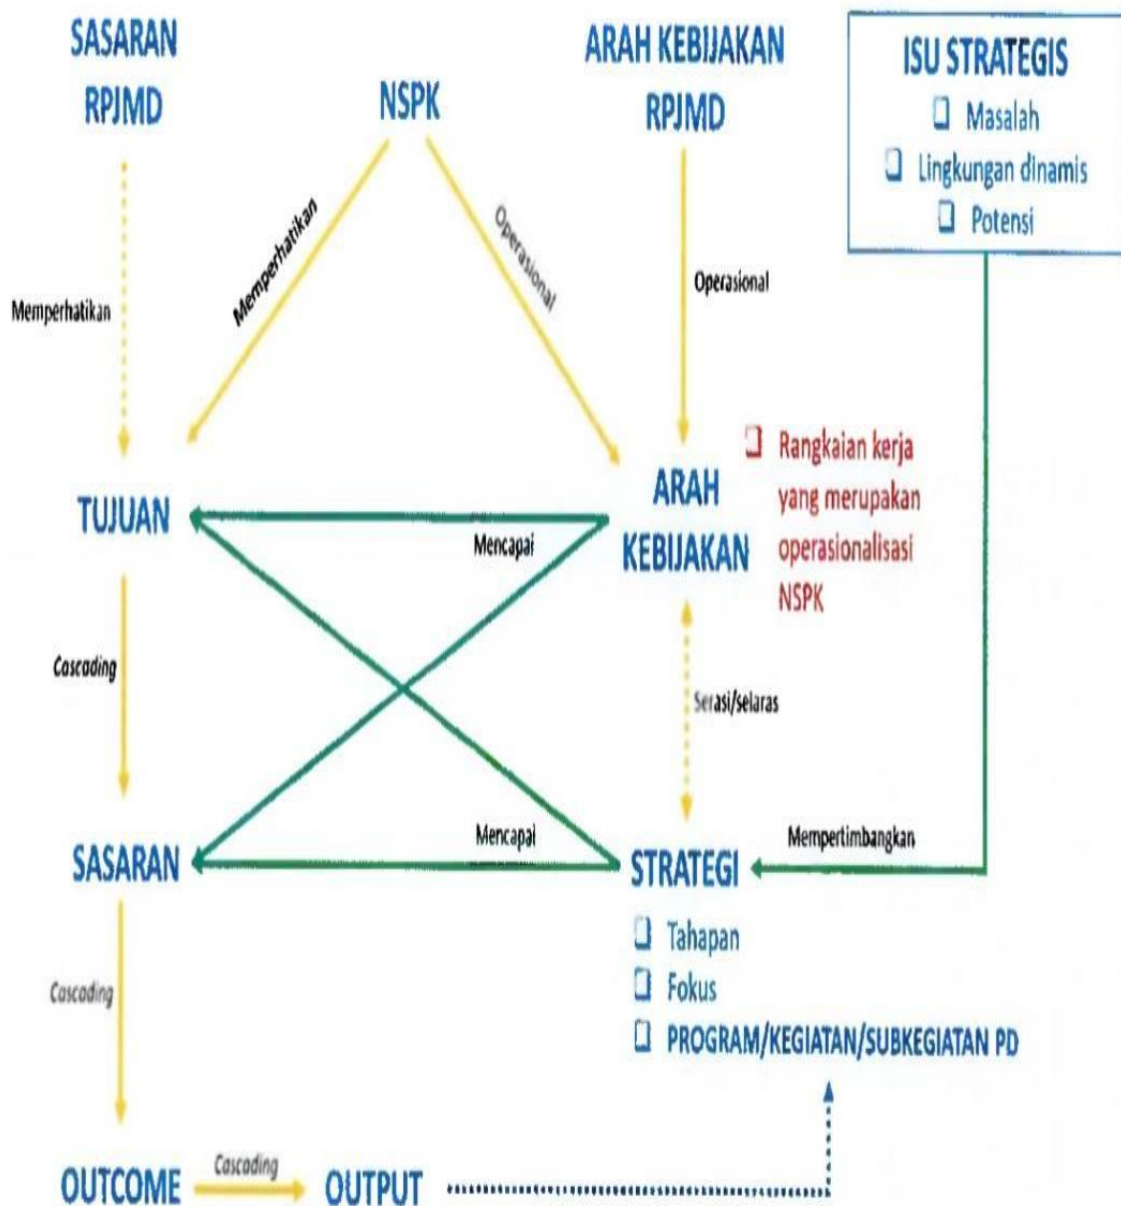 SASARAN
RPJMD
NSPK
ARAH KEBIJAKAN
RPJMD
ISU STRATEGIS
❑ Masalah
❑ Lingkungan dinamis
❑ Potensi
Memperhatikan
Memperhatikan
Operasional
Operasional
TUJUAN
ARAH
KEBIJAKAN
❑ Rangkaian kerja
yang merupakan
operasionalisasi
NSPK
Mencapai
Cascading
Serasi/selaras
SASARAN
Mencapai
STRATEGI
Mempertimbangkan
❑ Tahapan
❑ Fokus
❑ PROGRAM/KEGIATAN/SUBKEGIATAN PD
Cascading
OUTCOME
Cascading
OUTPUT